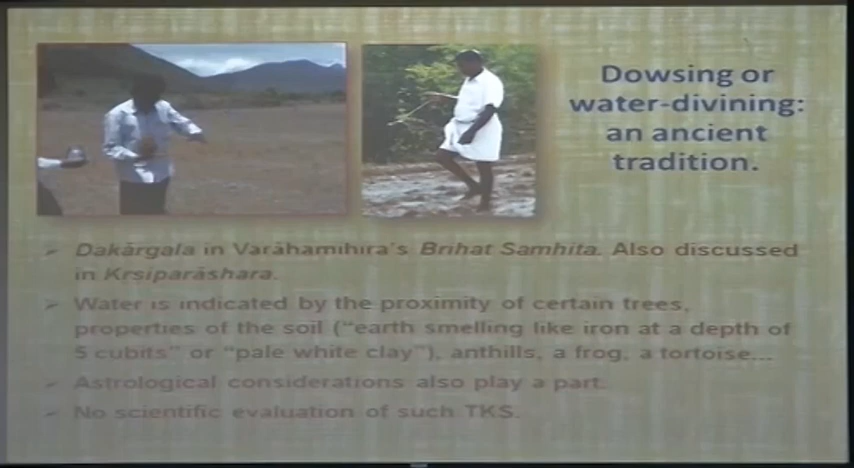 Dowsing or
water-divining:
an ancient
tradition.
➢ Dakārgala in Varāhamihira's Brihat Samhita. Also discussed
in Krsiparāshara.
➢ Water is indicated by the proximity of certain trees,
properties of the soil ("earth smelling like iron at a depth of
5 cubits" or "pale white clay"), anthills, a frog, a tortoise...
➢ Astrological considerations also play a part.
➢ No scientific evaluation of such TKS.